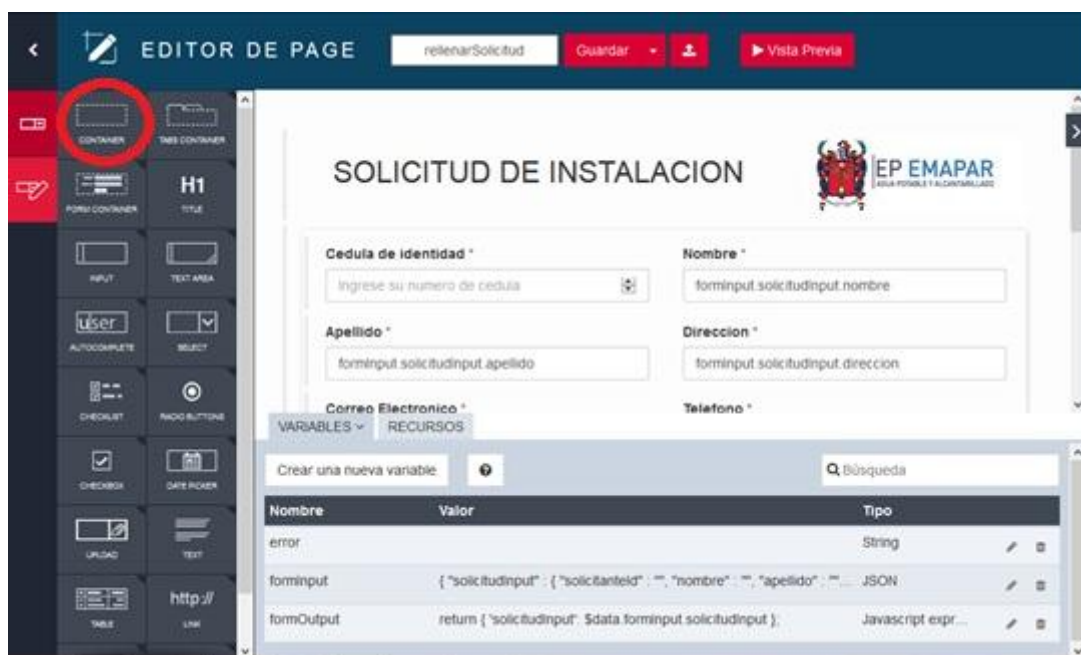 EDITOR DE PAGE
rellenarSolicitud
Guardar
Vista Previa
CONTAINER
TABS CONTAINER
FORM CONTAINER
H1
TITLE
INPUT
TEXT AREA
user
AUTOCOMPLETE
SELECT
CHECKLIST
RADIO BUTTONS
CHECKBOX
DATE PICKER
UPLOAD
TEXT
TABLE
http://
LINK
SOLICITUD DE INSTALACION
EP EMAPAR
AGUA POTABLE Y ALCANTARILLADO
Cedula de identidad *
Nombre *
Ingrese su numero de cedula
forminput.solicitudInput.nombre
Apellido *
Direccion *
forminput.solicitudInput.apellido
forminput.solicitudInput.direccion
Correo Electronico *
Telefono *
VARIABLES
RECURSOS
Crear una nueva variable
?
Búsqueda
Nombre Valor Tipo
error String
forminput { "solicitudInput" : { "solicitanteId" : "", "nombre" : "", "apellido" : "",... JSON
formOutput return { 'solicitudInput': $data.forminput.solicitudInput }; Javascript expr...